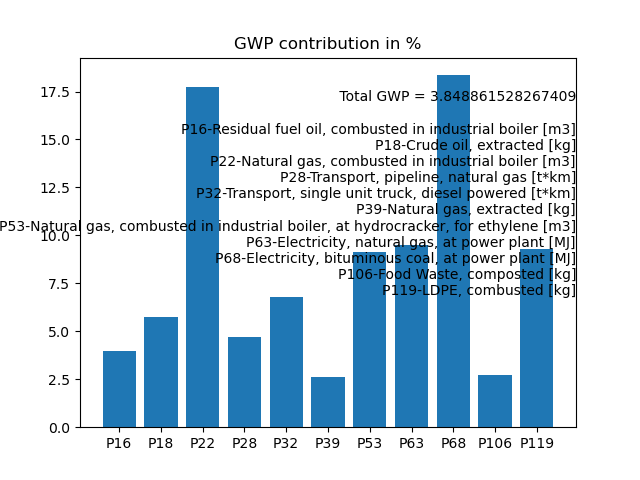 GWP contribution in %
17.5
15.0
12.5
10.0
7.5
5.0
2.5
0.0
Total GWP = 3.848861528267409
P16-Residual fuel oil, combusted in industrial boiler [m3]
P18-Crude oil, extracted [kg]
P22-Natural gas, combusted in industrial boiler [m3]
P28-Transport, pipeline, natural gas [t*km]
P32-Transport, single unit truck, diesel powered [t*km]
P39-Natural gas, extracted [kg]
P53-Natural gas, combusted in industrial boiler, at hydrocracker, for ethylene [m3]
P63-Electricity, natural gas, at power plant [MJ]
P68-Electricity, bituminous coal, at power plant [MJ]
P106-Food Waste, composted [kg]
P119-LDPE, combusted [kg]
P16 P18 P22 P28 P32 P39 P53 P63 P68 P106 P119